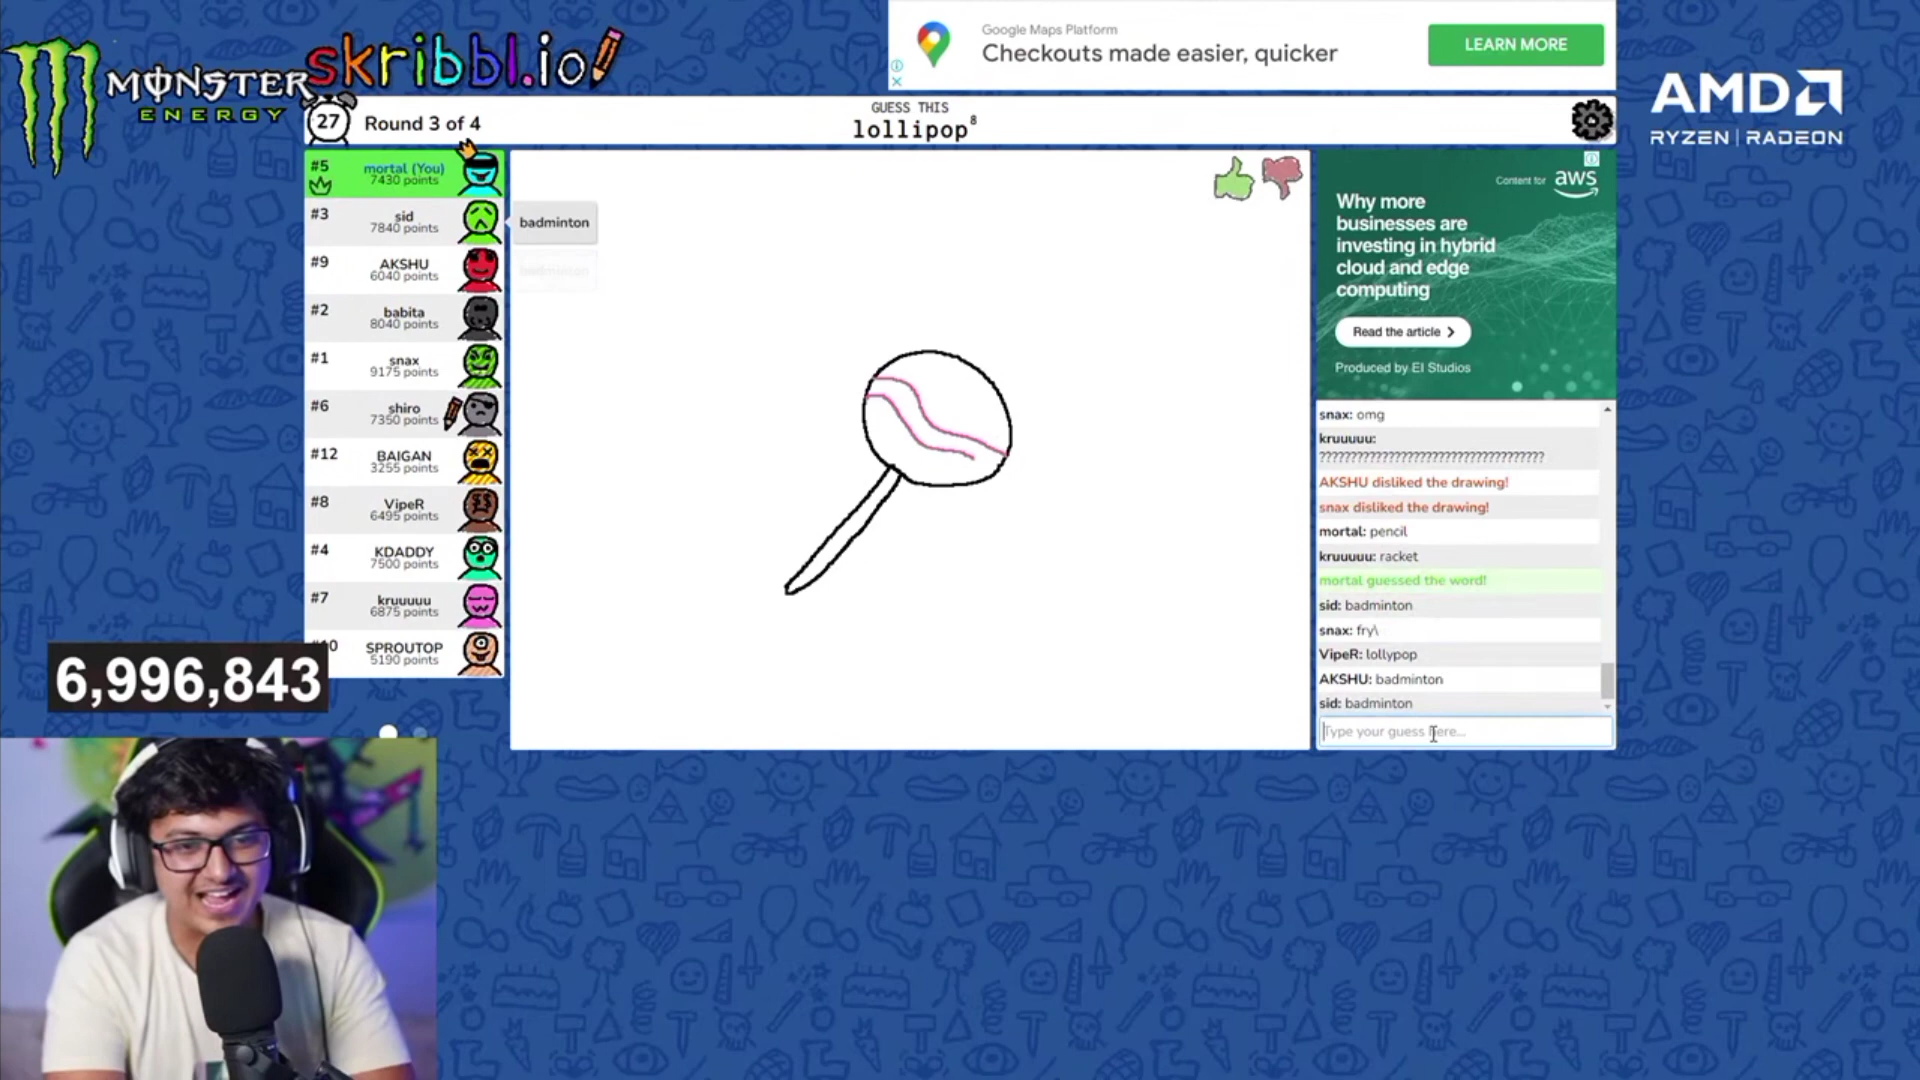 MONSTER
ENERGY
skribbl.io
Google Maps Platform
Checkouts made easier, quicker
LEARN MORE
AMD
RYZEN | RADEON
27
Round 3 of 4
GUESS THIS
lollipop8
#5
mortal (You)
7430 points
#3
sid
7840 points
badminton
#9
AKSHU
6040 points
badminton
#2
babita
8040 points
#1
snax
9175 points
#6
shiro
7350 points
#12
BAIGAN
3255 points
#8
VipeR
6495 points
#4
KDADDY
7500 points
#7
kruuuuu
6875 points
SPROUTOP
5190 points
6,996,843
Content for
aws
Why more
businesses are
investing in hybrid
cloud and edge
computing
Read the article
Produced by EI Studios
snax: omg
kruuuuu:
???????????????????????????????????
AKSHU disliked the drawing!
snax disliked the drawing!
mortal: pencil
kruuuuu: racket
mortal guessed the word!
sid: badminton
snax: fry\
VipeR: lollypop
AKSHU: badminton
sid: badminton
Type your guess here...